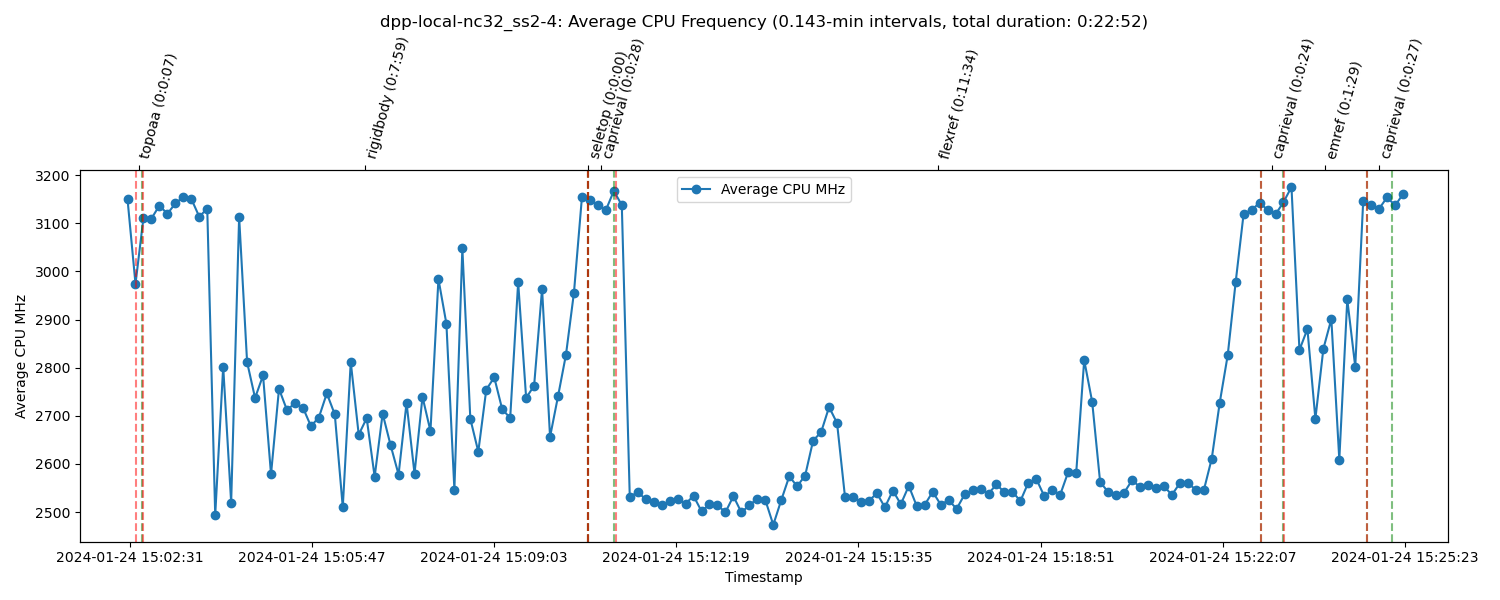 dpp-local-nc32_ss2-4: Average CPU Frequency (0.143-min intervals, total duration: 0:22:52)
topoaa (0:0:07)
rigidbody (0:7:59)
seletop (0:0:00)
caprieval (0:0:28)
flexref (0:11:34)
caprieval (0:0:24)
emref (0:1:29)
caprieval (0:0:27)
Average CPU MHz
3200
3100
3000
2900
2800
2700
2600
2500
Average CPU MHz
2024-01-24 15:02:31
2024-01-24 15:05:47
2024-01-24 15:09:03
2024-01-24 15:12:19
2024-01-24 15:15:35
2024-01-24 15:18:51
2024-01-24 15:22:07
2024-01-24 15:25:23
Timestamp